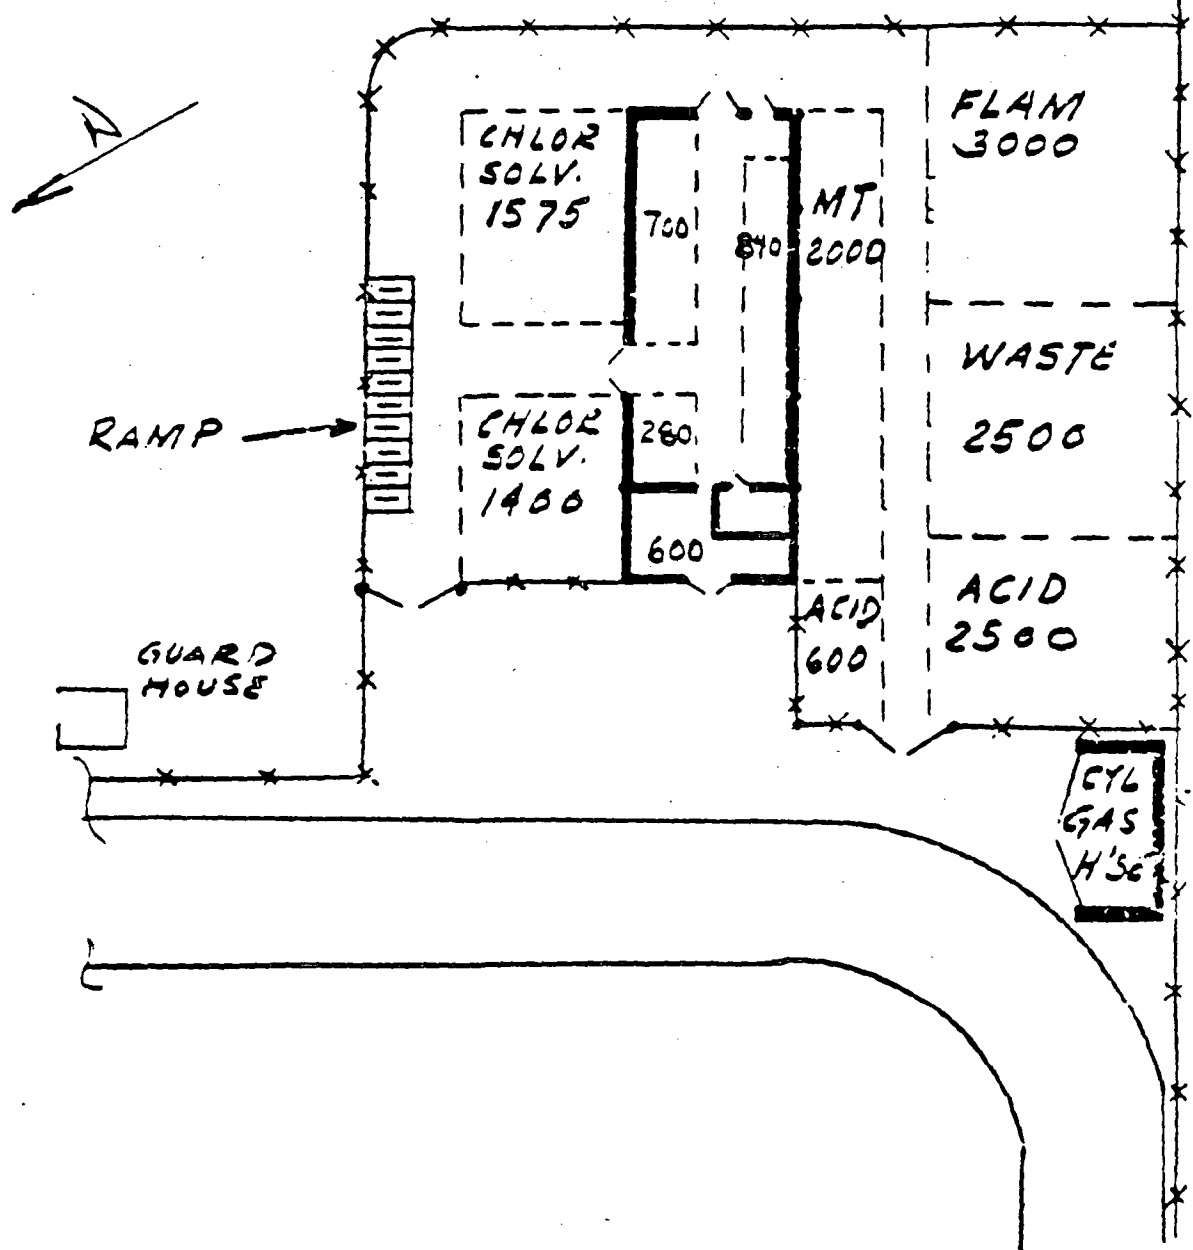 N
FLAM
3000
CHLOR
SOLV.
1575
700
840
MT
2000
WASTE
2500
RAMP
CHLOR
SOLV.
1400
280
600
ACID
600
ACID
2500
GUARD
HOUSE
CYL
GAS
H'SE